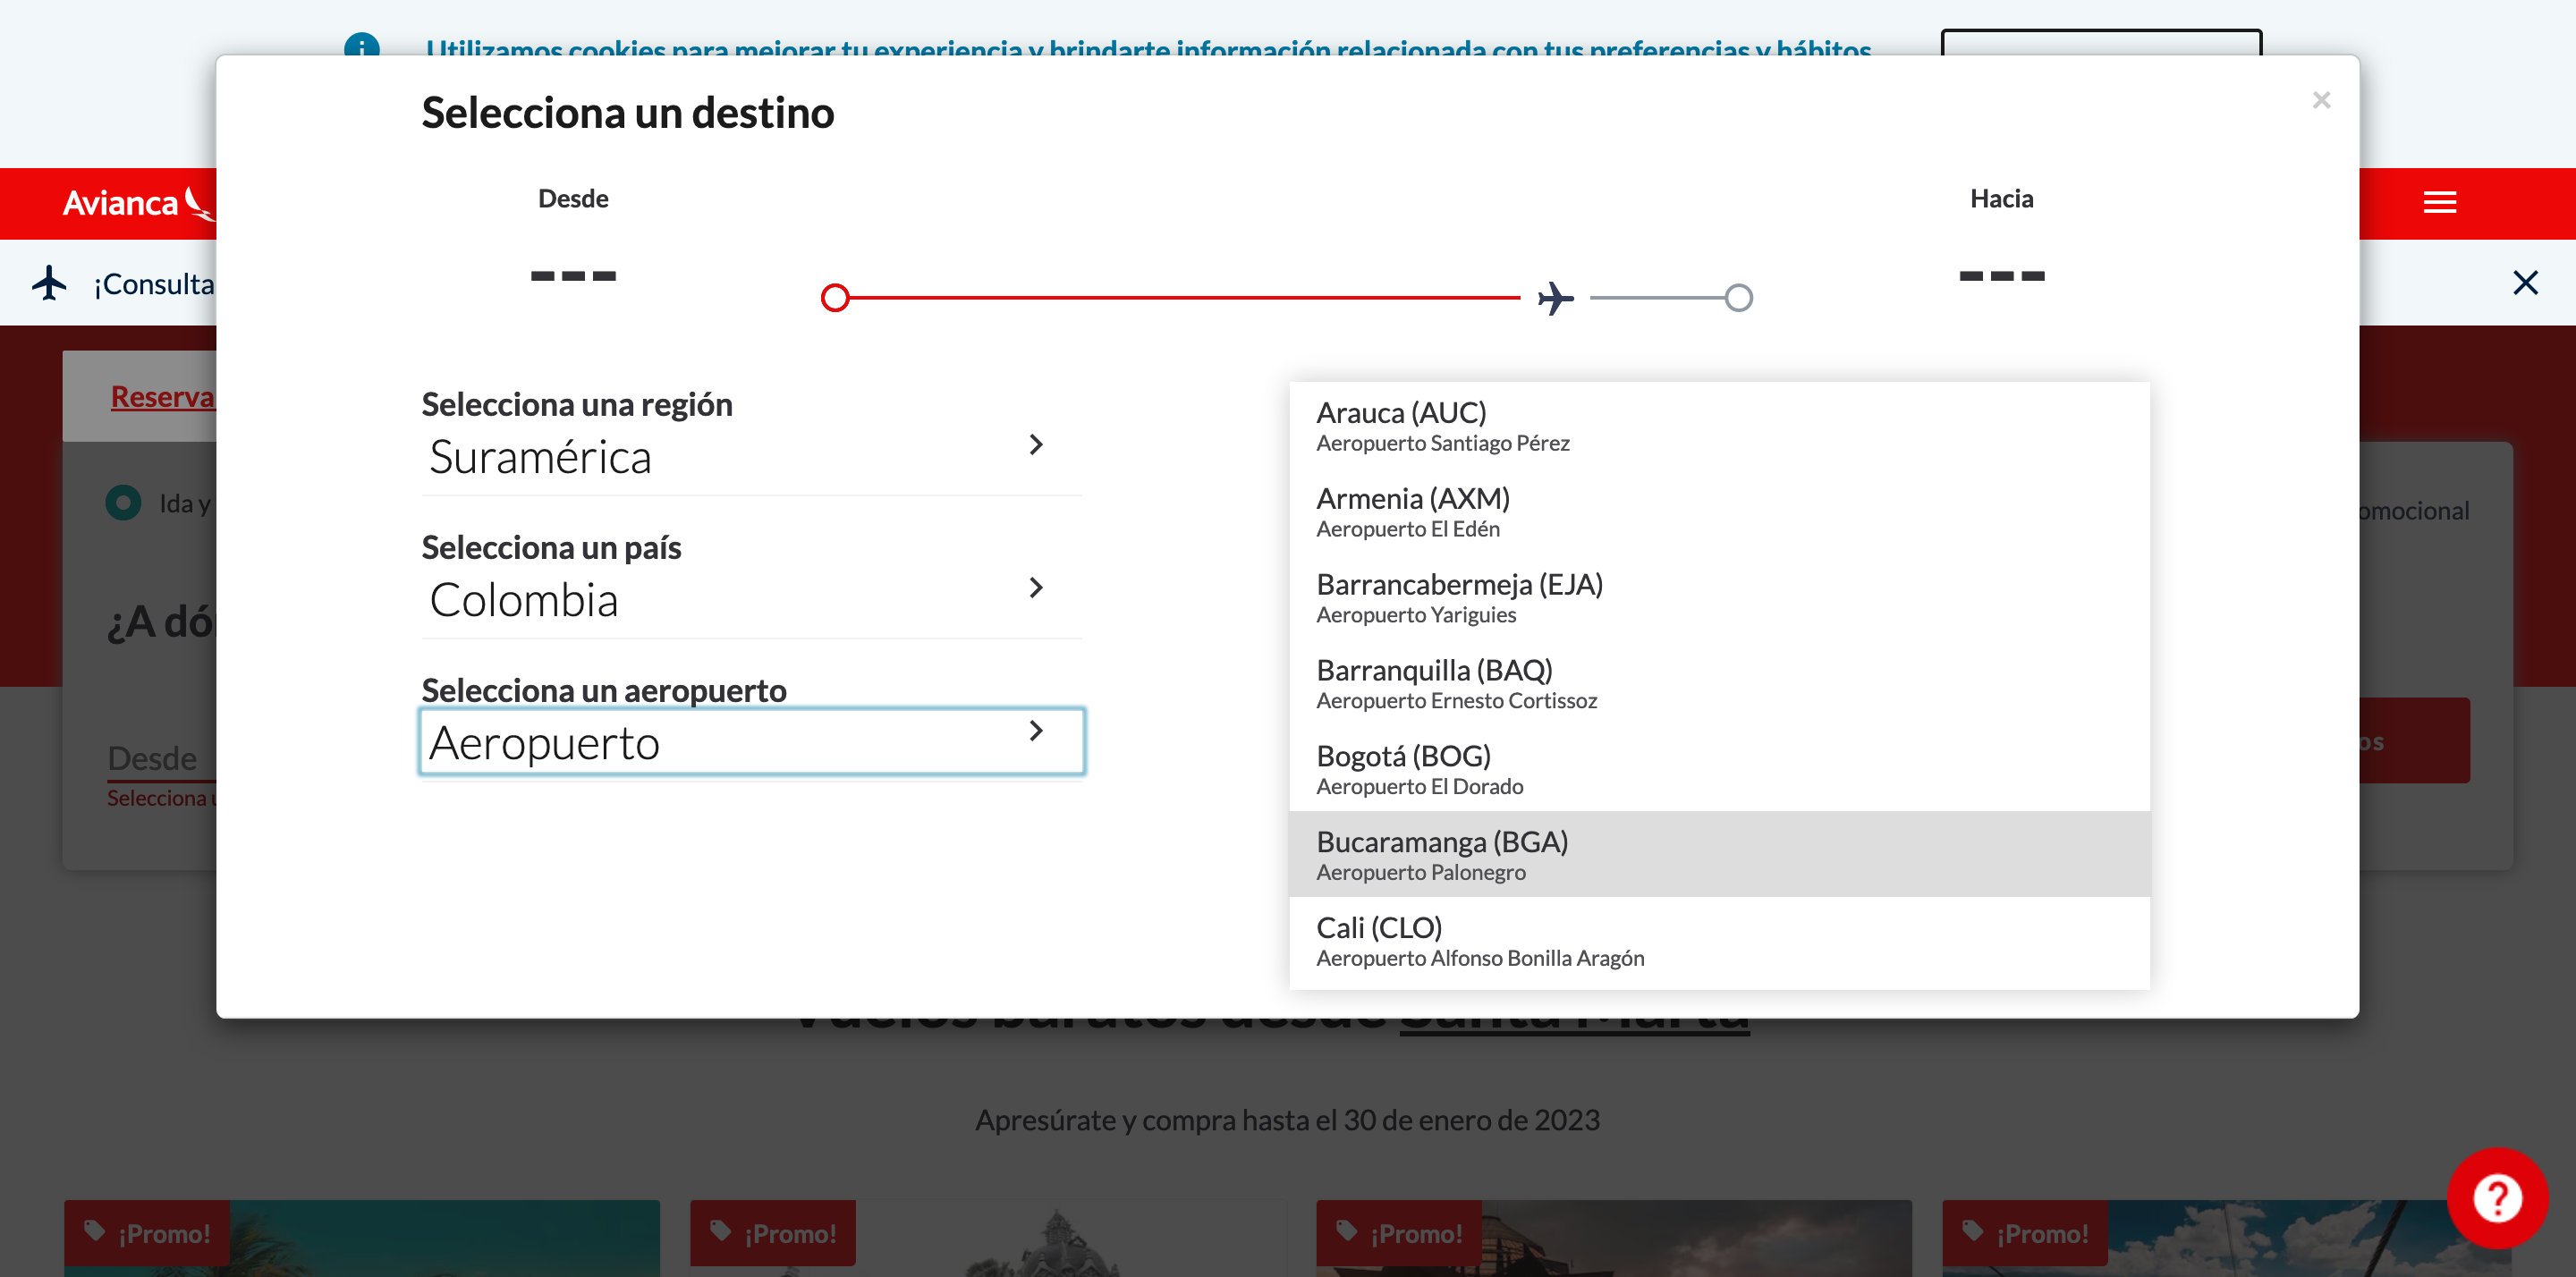 Utilizamos cookies para mejorar tu experiencia y brindarte información relacionada con tus preferencias y hábitos
Selecciona un destino
×
Avianca
Desde
Hacia
---
---
¡Consulta
Reserva
Selecciona una región
Suramérica
Ida y
omocional
Selecciona un país
Colombia
¿A dó
Selecciona un aeropuerto
Aeropuerto
Desde
os
Selecciona
Arauca (AUC)
Aeropuerto Santiago Pérez
Armenia (AXM)
Aeropuerto El Edén
Barrancabermeja (EJA)
Aeropuerto Yariguies
Barranquilla (BAQ)
Aeropuerto Ernesto Cortissoz
Bogotá (BOG)
Aeropuerto El Dorado
Bucaramanga (BGA)
Aeropuerto Palonegro
Cali (CLO)
Aeropuerto Alfonso Bonilla Aragón
Vuelos baratos desde Santa Marta
Apresúrate y compra hasta el 30 de enero de 2023
¡Promo!
¡Promo!
¡Promo!
¡Promo!
?